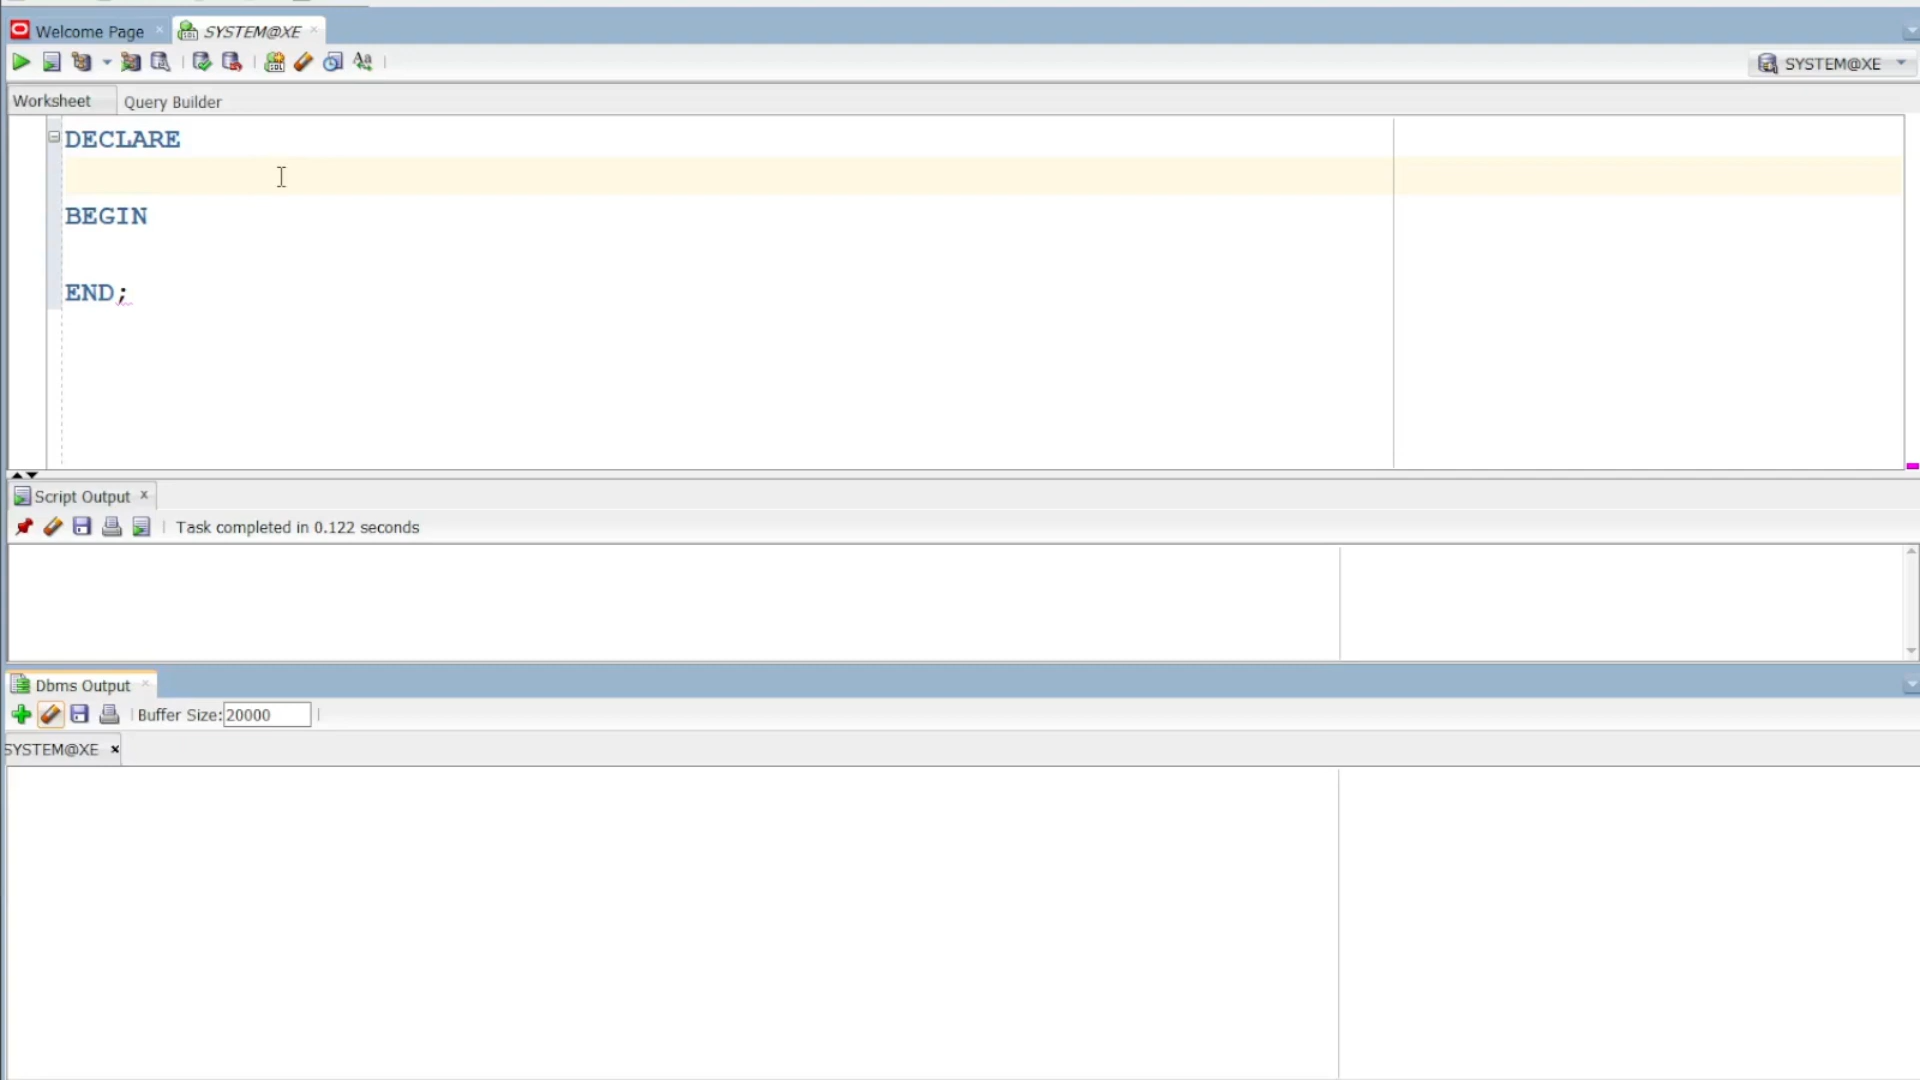 Welcome Page
SYSTEM@XE
SYSTEM@XE
Worksheet
Query Builder
DECLARE
BEGIN
END;
Script Output
Task completed in 0.122 seconds
Dbms Output
Buffer Size: 20000
SYSTEM@XE